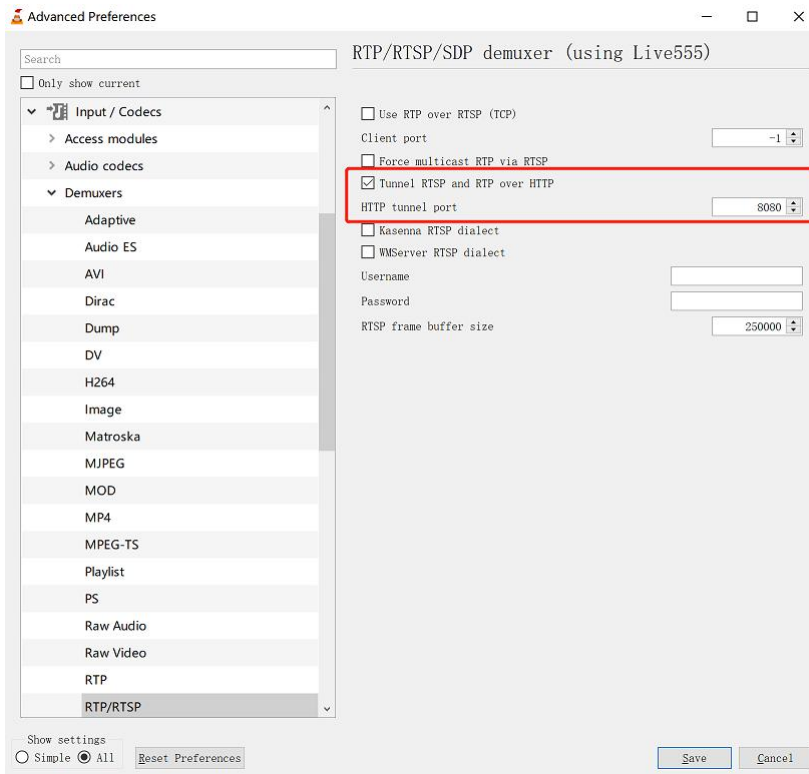 Advanced Preferences
Search
Only show current
Input / Codecs
Access modules
Audio codecs
Demuxers
Adaptive
Audio ES
AVI
Dirac
Dump
DV
H264
Image
Matroska
MJPEG
MOD
MP4
MPEG-TS
Playlist
PS
Raw Audio
Raw Video
RTP
RTP/RTSP
RTP/RTSP/SDP demuxer (using Live555)
Use RTP over RTSP (TCP)
Client port -1
Force multicast RTP via RTSP
Tunnel RTSP and RTP over HTTP
HTTP tunnel port 8080
Kasenna RTSP dialect
WMServer RTSP dialect
Username
Password
RTSP frame buffer size 250000
Show settings
Simple All Reset Preferences Save Cancel